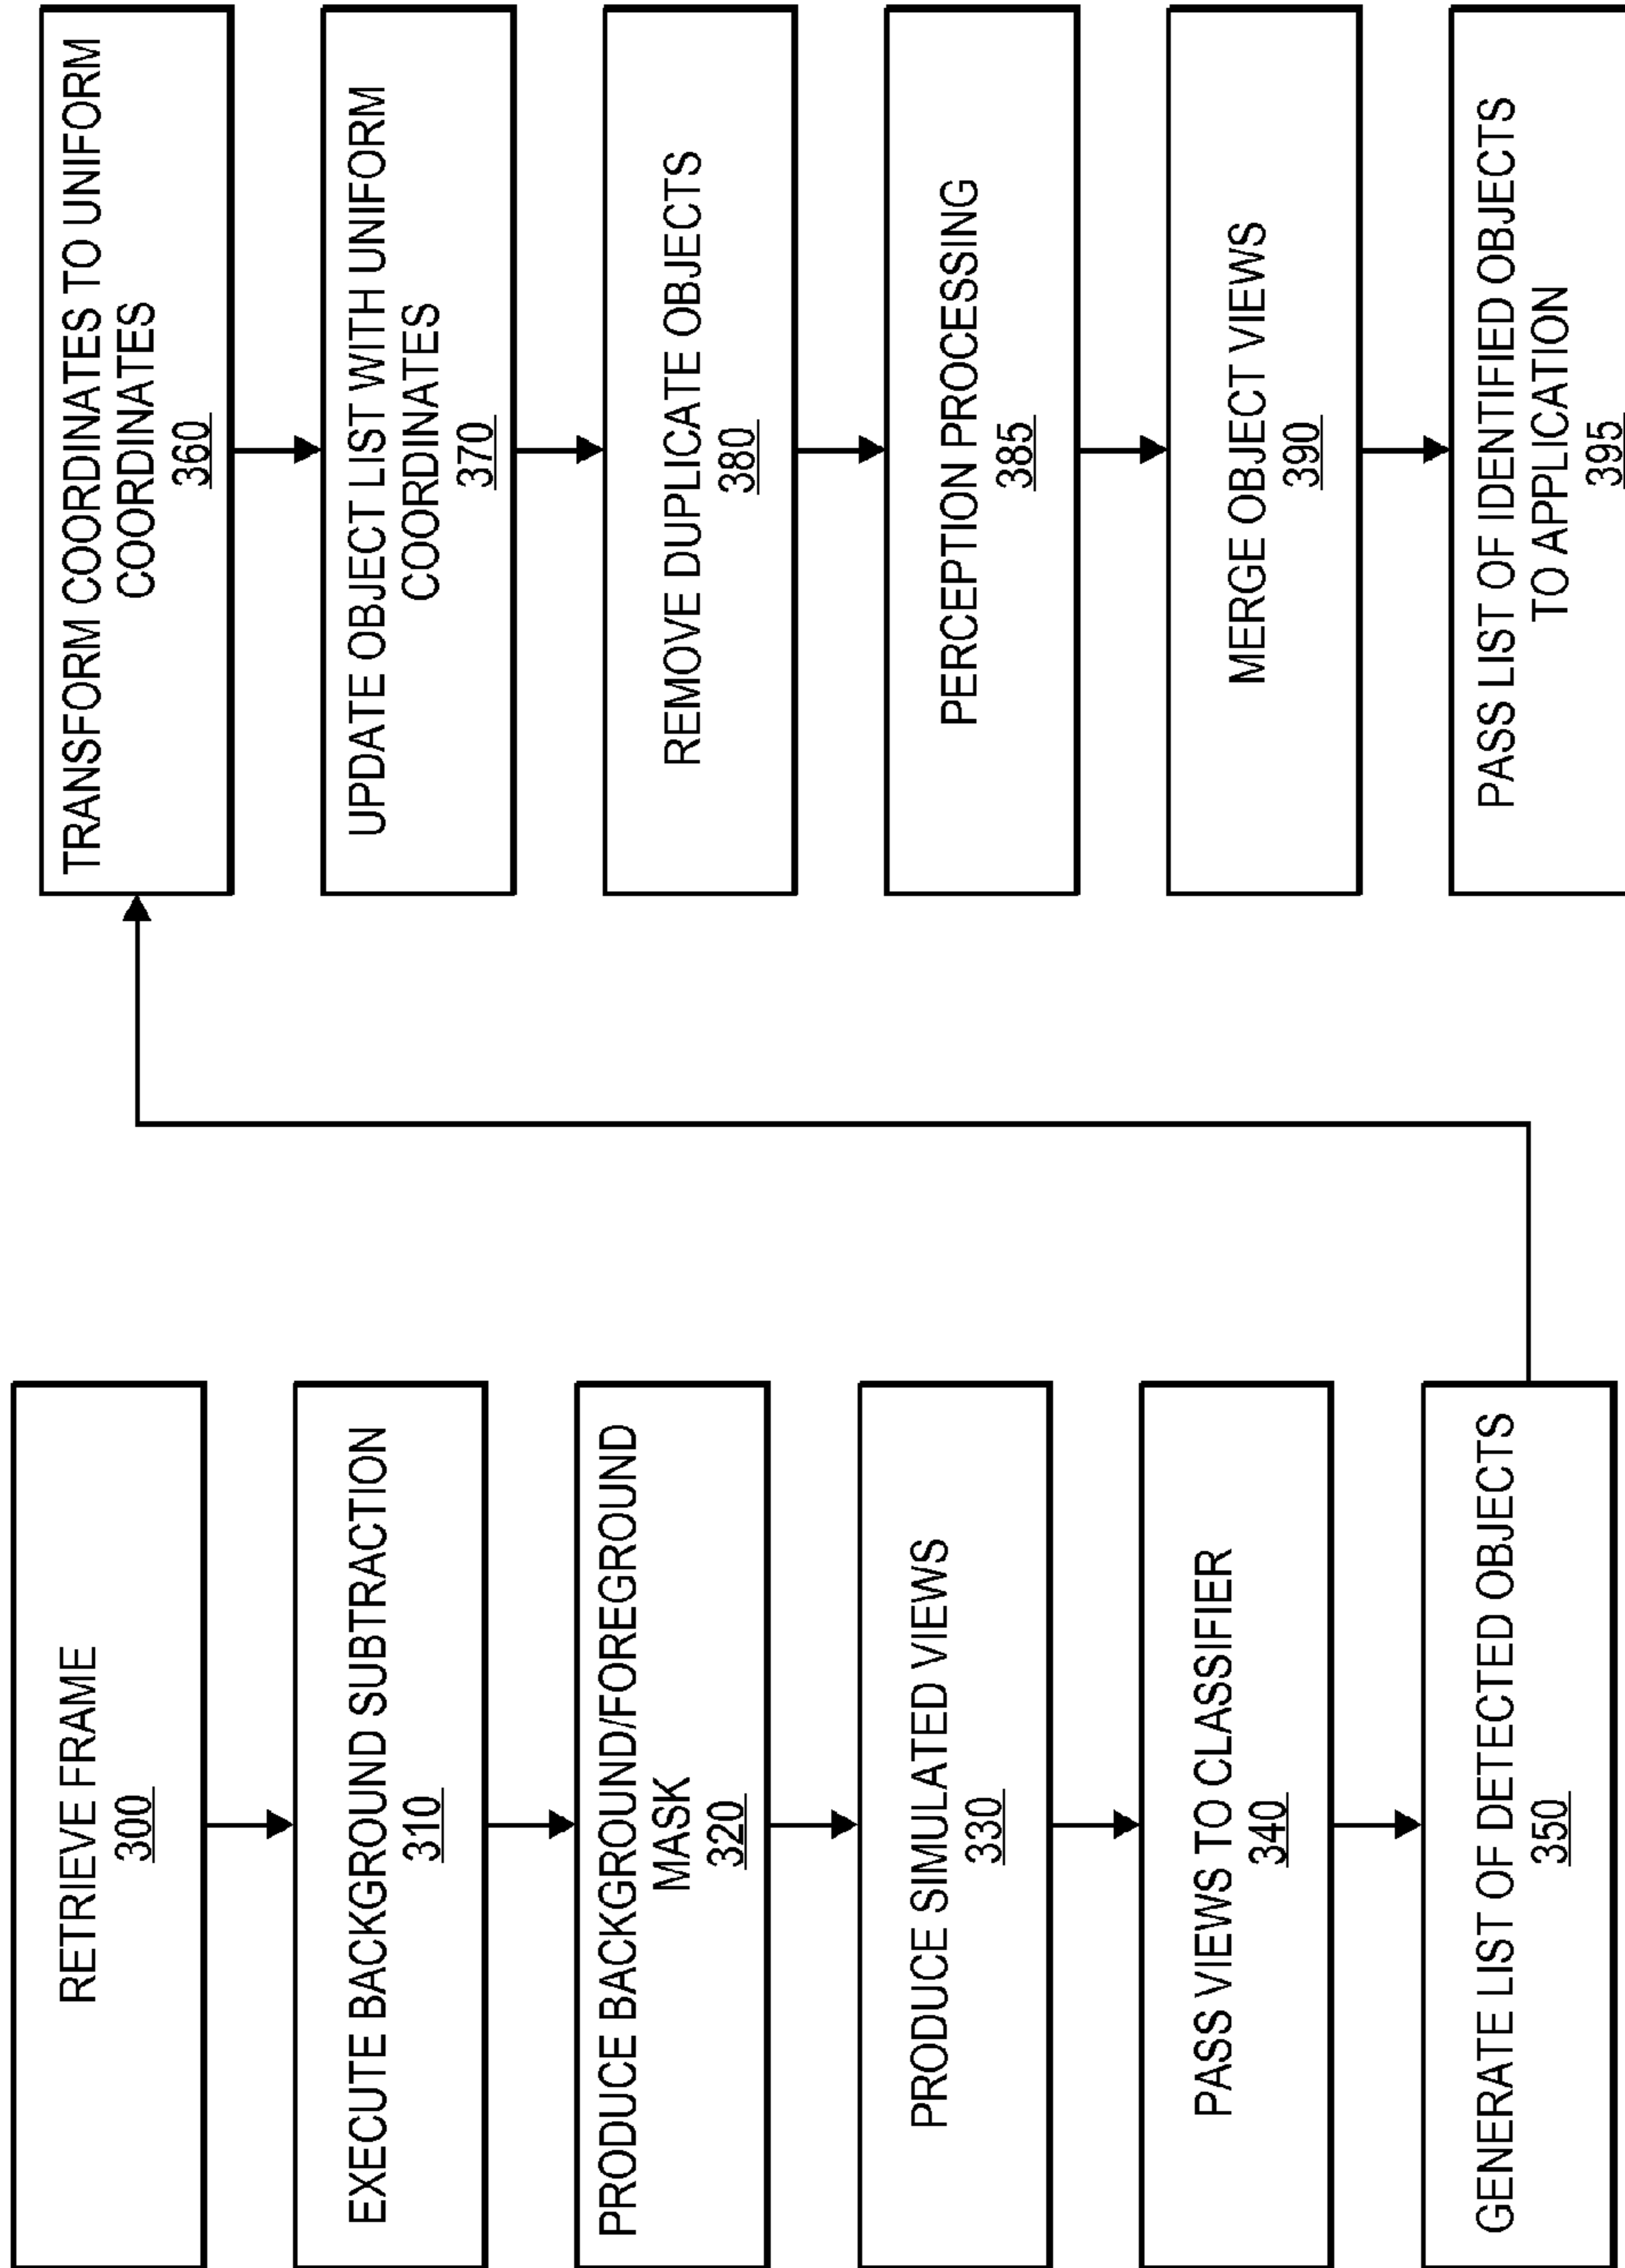 RETRIEVE FRAME
300
EXECUTE BACKGROUND SUBTRACTION
310
PRODUCE BACKGROUND/FOREGROUND
MASK
320
PRODUCE SIMULATED VIEWS
330
PASS VIEWS TO CLASSIFIER
340
GENERATE LIST OF DETECTED OBJECTS
350
TRANSFORM COORDINATES TO UNIFORM
COORDINATES
360
UPDATE OBJECT LIST WITH UNIFORM
COORDINATES
370
REMOVE DUPLICATE OBJECTS
380
PERCEPTION PROCESSING
385
MERGE OBJECT VIEWS
390
PASS LIST OF IDENTIFIED OBJECTS
TO APPLICATION
395